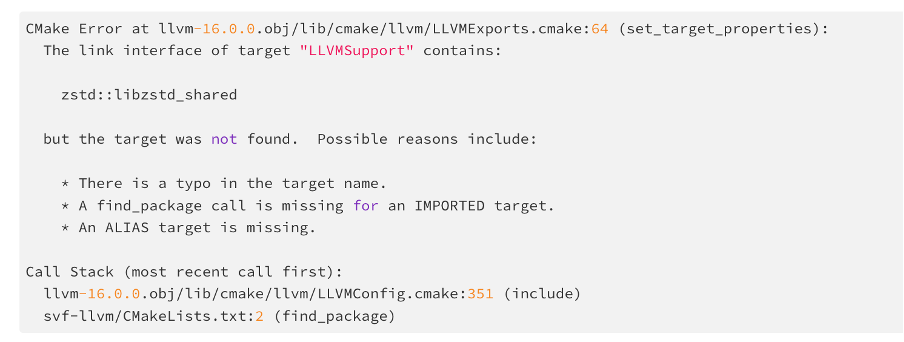 CMake Error at llvm-16.0.0.obj/lib/cmake/llvm/LLVMExports.cmake:64 (set_target_properties):
The link interface of target "LLVMSupport" contains:
zstd::libzstd_shared
but the target was not found.  Possible reasons include:
* There is a typo in the target name.
* A find_package call is missing for an IMPORTED target.
* An ALIAS target is missing.
Call Stack (most recent call first):
llvm-16.0.0.obj/lib/cmake/llvm/LLVMConfig.cmake:351 (include)
svf-llvm/CMakeLists.txt:2 (find_package)